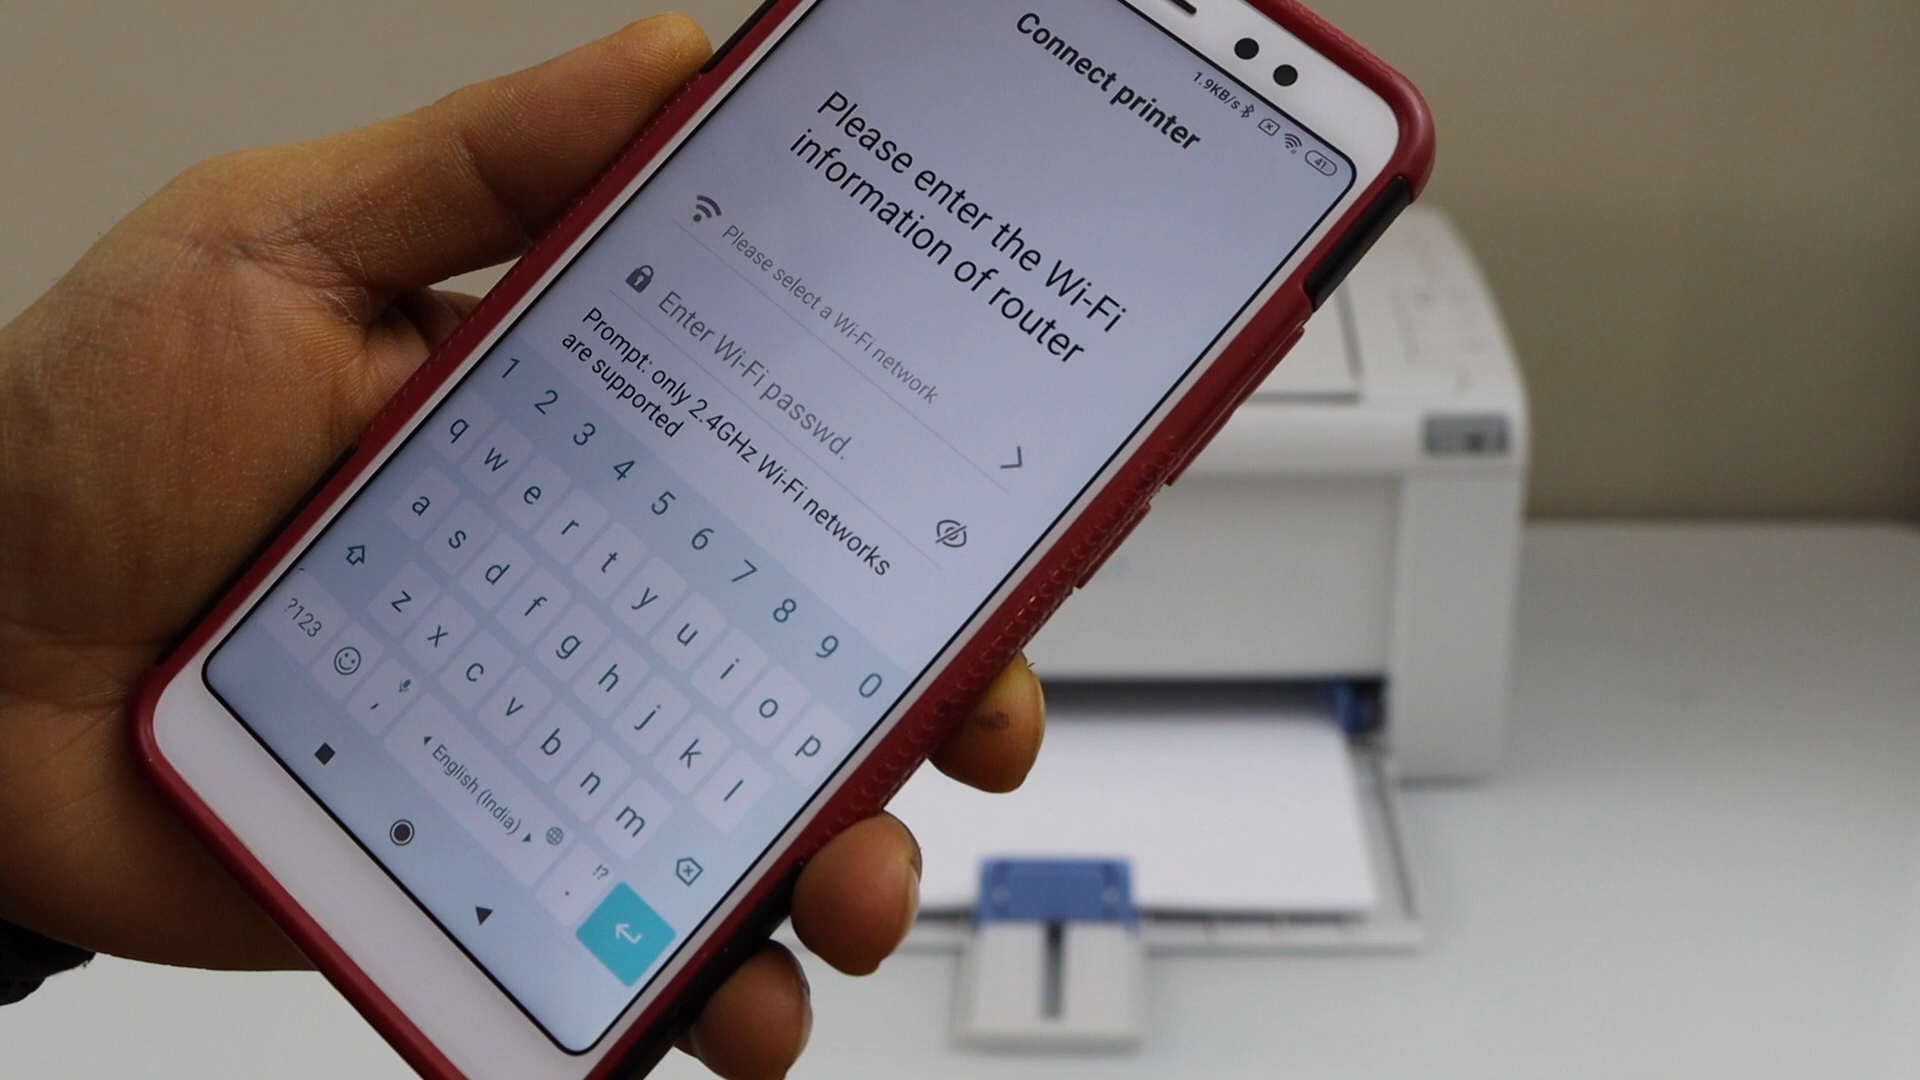 1.9KB/s
41
Connect printer
Please enter the Wi-Fi
information of router
Please select a Wi-Fi network
Enter Wi-Fi passwd.
Prompt: only 2.4GHz Wi-Fi networks
are supported
1 2 3 4 5 6 7 8 9 0
q w e r t y u i o p
a s d f g h j k l
z x c v b n m
?123 , English (India) . !?